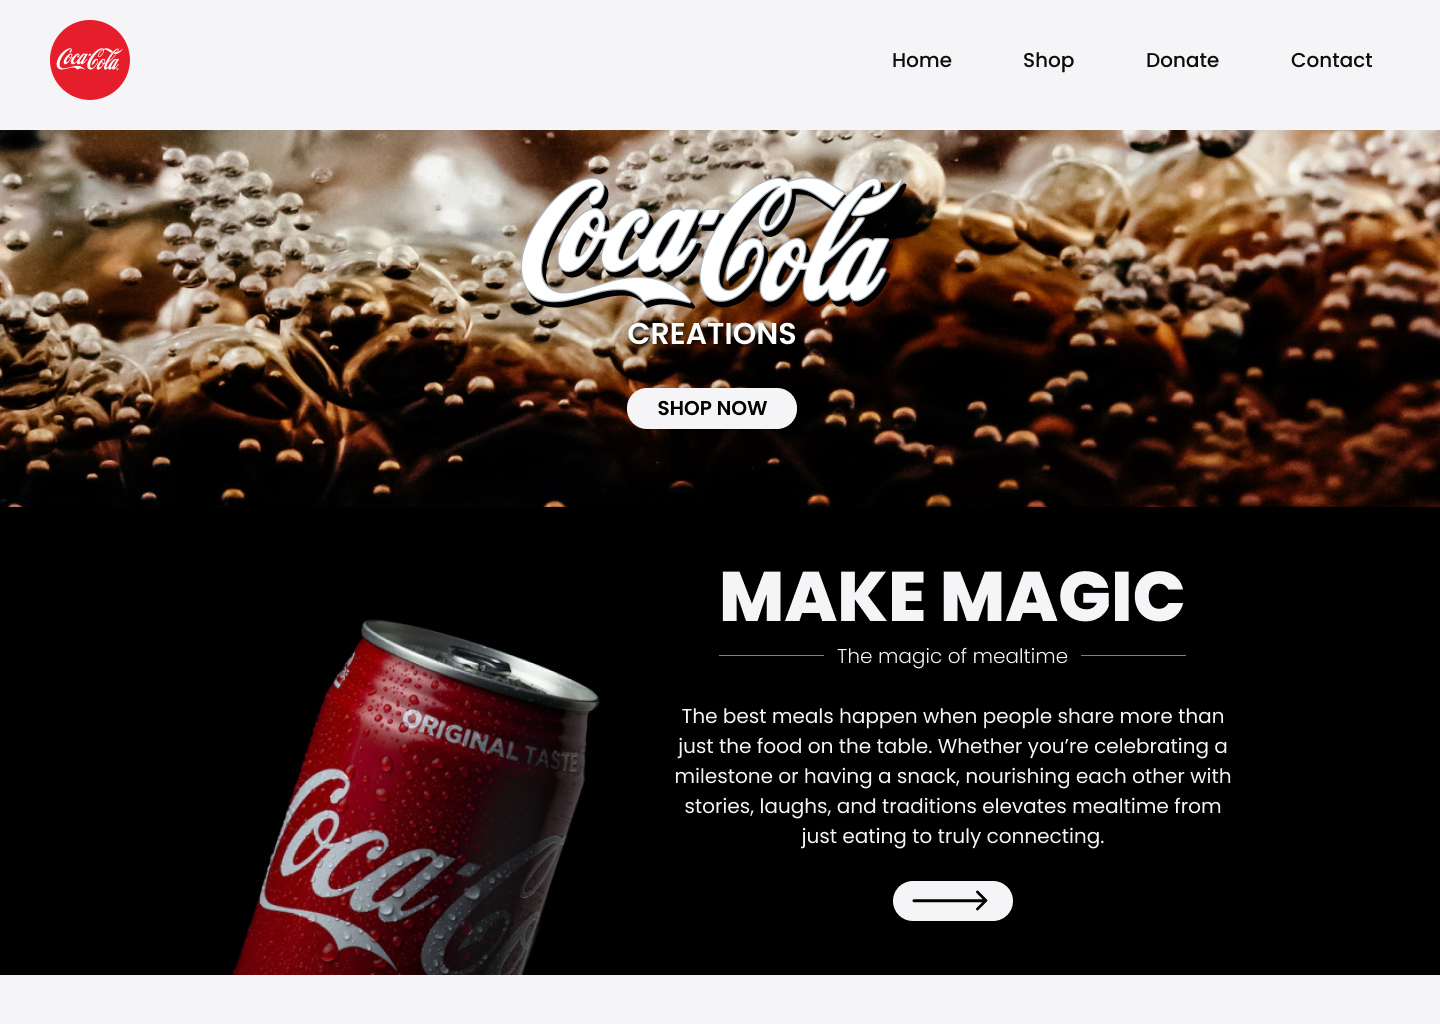 Coca-Cola
Home Shop Donate Contact
Coca-Cola
CREATIONS
SHOP NOW
MAKE MAGIC
The magic of mealtime
The best meals happen when people share more than
just the food on the table. Whether you’re celebrating a
milestone or having a snack, nourishing each other with
stories, laughs, and traditions elevates mealtime from
just eating to truly connecting.
ORIGINAL TASTE
Coca-C